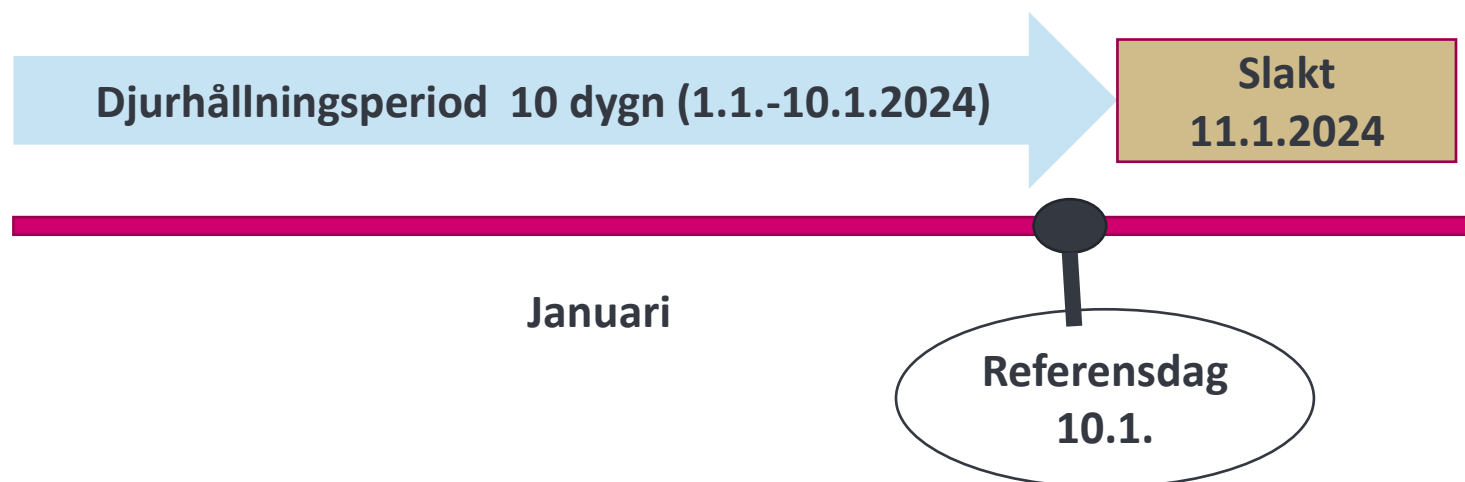 Djurhållningsperiod  10 dygn (1.1.-10.1.2024)
Slakt
11.1.2024
Januari
Referensdag
10.1.